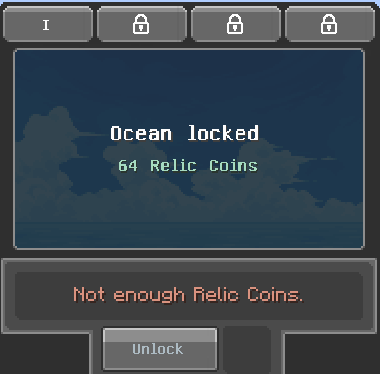 I
Ocean locked
64 Relic Coins
Not enough Relic Coins.
Unlock